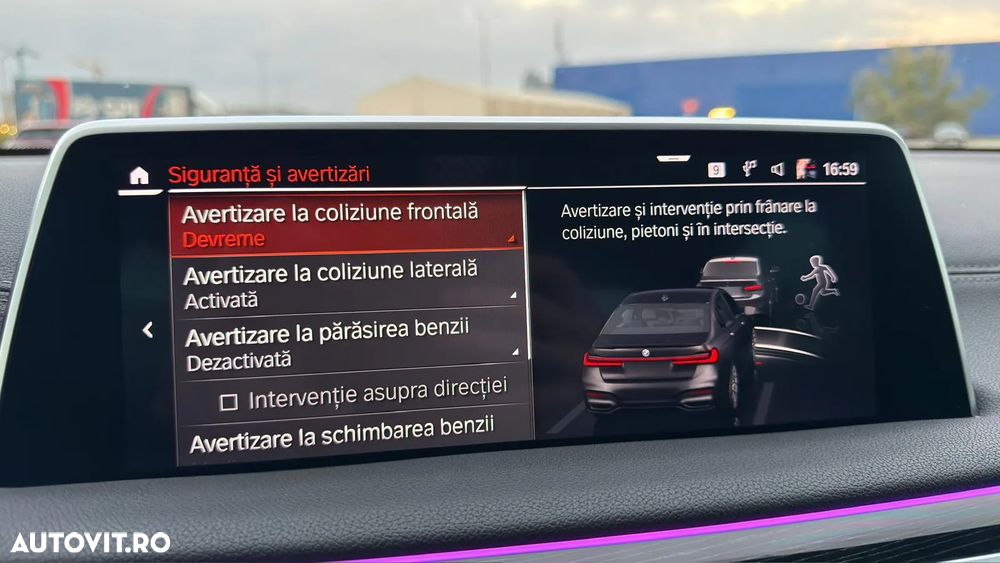 Siguranță și avertizări
9
16:59
Avertizare la coliziune frontală
Devreme
Avertizare la coliziune laterală
Activată
Avertizare la părăsirea benzii
Dezactivată
Intervenție asupra direcției
Avertizare la schimbarea benzii
Avertizare și intervenție prin frânare la
coliziune, pietoni și în intersecție.
AUTOVIT.RO